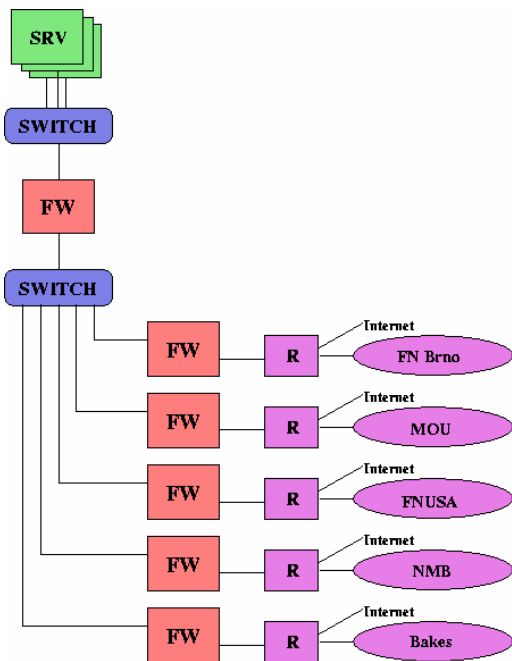 SRV
SWITCH
FW
SWITCH
Internet
FW
R
FN Brno
Internet
FW
R
MOU
Internet
FW
R
FNUSA
Internet
FW
R
NMB
Internet
FW
R
Bakes